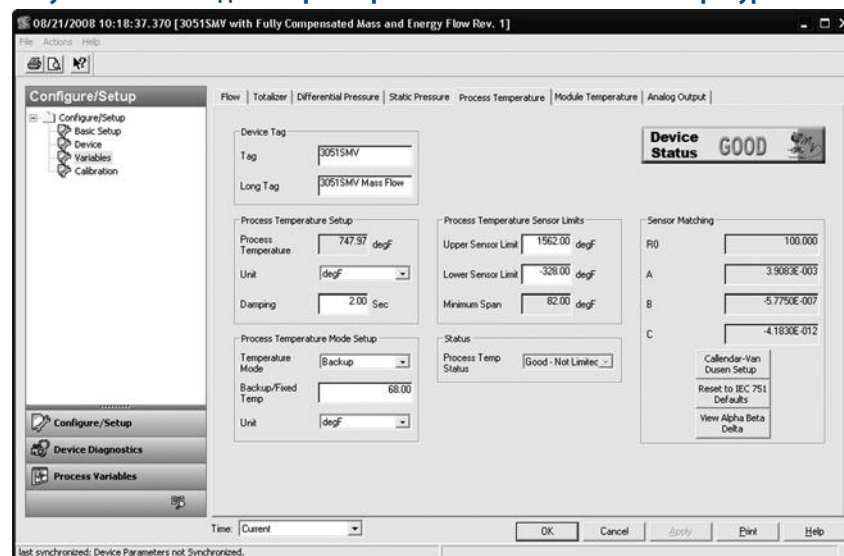 08/21/2008 10:18:37.370 [3051SMV with Fully Compensated Mass and Energy Flow Rev. 1]
File Actions Help
Configure/Setup
Configure/Setup
Basic Setup
Device
Variables
Calibration
Configure/Setup
Device Diagnostics
Process Variables
Flow Totalizer Differential Pressure Static Pressure Process Temperature Module Temperature Analog Output
Device Tag
Tag 3051SMV
Long Tag 3051SMV Mass Flow
Device Status GOOD
Process Temperature Setup
Process Temperature 747.97 degF
Unit degF
Damping 2.00 Sec
Process Temperature Sensor Limits
Upper Sensor Limit 1562.00 degF
Lower Sensor Limit -328.00 degF
Minimum Span 82.00 degF
Sensor Matching
R0 100.000
A 3.9083E-003
B -5.7750E-007
C -4.1830E-012
Callendar-Van Dusen Setup
Reset to IEC 751 Defaults
View Alpha Beta Delta
Process Temperature Mode Setup
Temperature Mode Backup
Backup/Fixed Temp 68.00
Unit degF
Status
Process Temp Status Good - Not Limitec
Time: Current
OK Cancel Apply Print Help
last synchronized: Device Parameters not Synchronized.